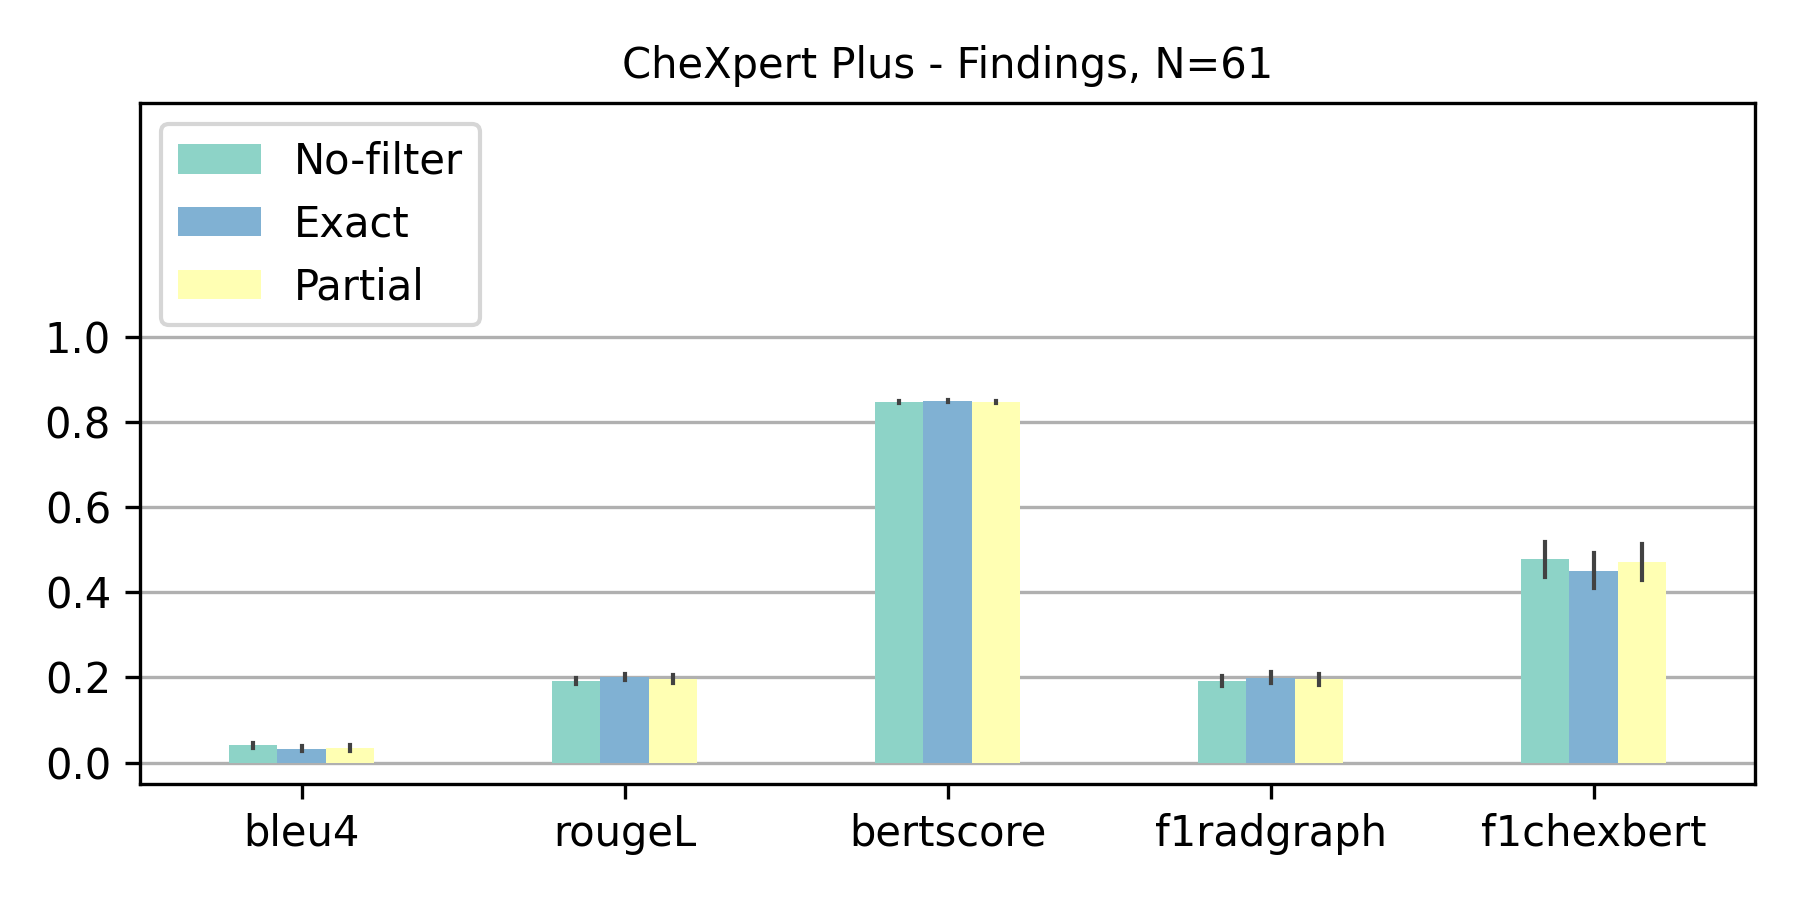 CheXpert Plus - Findings, N=61
No-filter
Exact
Partial
1.0
0.8
0.6
0.4
0.2
0.0
bleu4
rougeL
bertscore
f1radgraph
f1chexbert